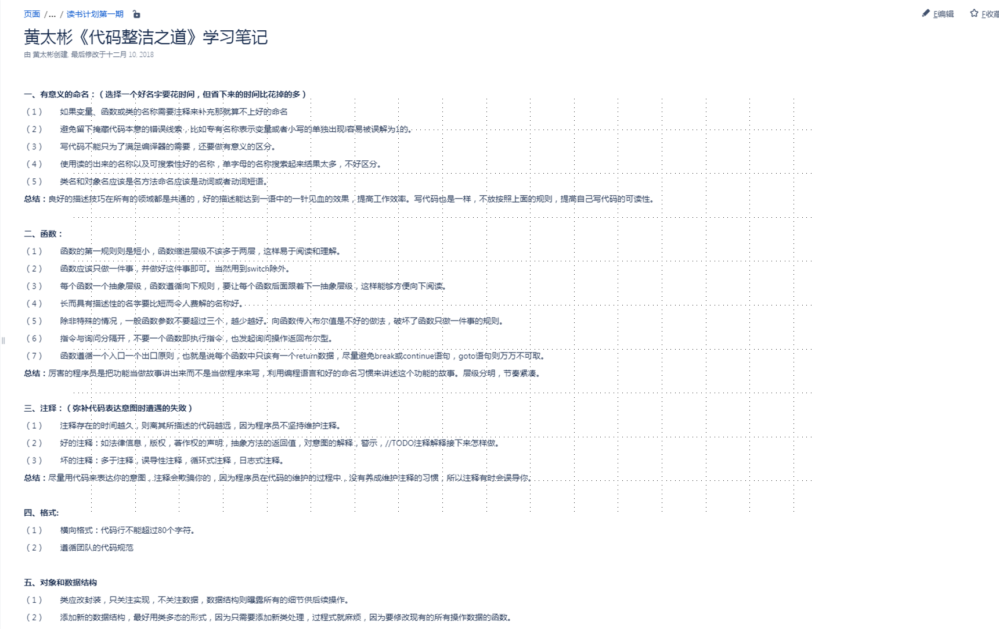 页面 /... / 读书计划第一期
E编辑 E收藏
黄太彬《代码整洁之道》学习笔记
由 黄太彬创建, 最后修改于十二月 10, 2018
一、有意义的命名：（选择一个好名字要花时间，但省下来的时间比花掉的多）
（1） 如果变量、函数或类的名称需要注释来补充那就算不上好的命名
（2） 避免留下掩藏代码本意的错误线索，比如专有名称表示变量或者小写的单独出现l容易被误解为1的。
（3） 写代码不能只为了满足编译器的需要，还要做有意义的区分。
（4） 使用读的出来的名称以及可搜索性好的名称，单字母的名称搜索起来结果太多，不好区分。
（5） 类名和对象名应该是名方法命名应该是动词或者动词短语。
总结：良好的描述技巧在所有的领域都是共通的，好的描述能达到一语中的一针见血的效果，提高工作效率。写代码也是一样，不放按照上面的规则，提高自己写代码的可读性。
二、函数：
（1） 函数的第一规则则是短小，函数缩进层级不该多于两层，这样易于阅读和理解。
（2） 函数应该只做一件事，并做好这件事即可。当然用到switch除外。
（3） 每个函数一个抽象层级，函数遵循向下规则，要让每个函数后面跟着下一抽象层级，这样能够方便向下阅读。
（4） 长而具有描述性的名字要比短而令人费解的名称好。
（5） 除非特殊的情况，一般函数参数不要超过三个，越少越好。向函数传入布尔值是不好的做法，破坏了函数只做一件事的规则。
（6） 指令与询问分隔开，不要一个函数即执行指令，也发起询问操作返回布尔型。
（7） 函数遵循一个入口一个出口原则，也就是说每个函数中只该有一个return数据，尽量避免break或continue语句，goto语句则万万不可取。
总结：厉害的程序员是把功能当做故事讲出来而不是当做程序来写，利用编程语言和好的命名习惯来讲述这个功能的故事。层级分明，节奏紧凑。
三、注释：（弥补代码表达意图时遭遇的失败）
（1） 注释存在的时间越久，则离其所描述的代码越远，因为程序员不坚持维护注释。
（2） 好的注释：如法律信息，版权，著作权的声明，抽象方法的返回值，对意图的解释，警示，//TODO注释解释接下来怎样做。
（3） 坏的注释：多于注释，误导性注释，循环式注释，日志式注释。
总结：尽量用代码来表达你的意图，注释会欺骗你的，因为程序员在代码的维护的过程中，没有养成维护注释的习惯，所以注释有时会误导你。
四、格式:
（1） 横向格式：代码行不能超过80个字符。
（2） 遵循团队的代码规范
五、对象和数据结构
（1） 类应改封装，只关注实现，不关注数据，数据结构则曝露所有的细节供后续操作。
（2） 添加新的数据结构，最好用类多态的形式，因为只需要添加新类处理，过程式就麻烦，因为要修改现有的所有操作数据的函数。